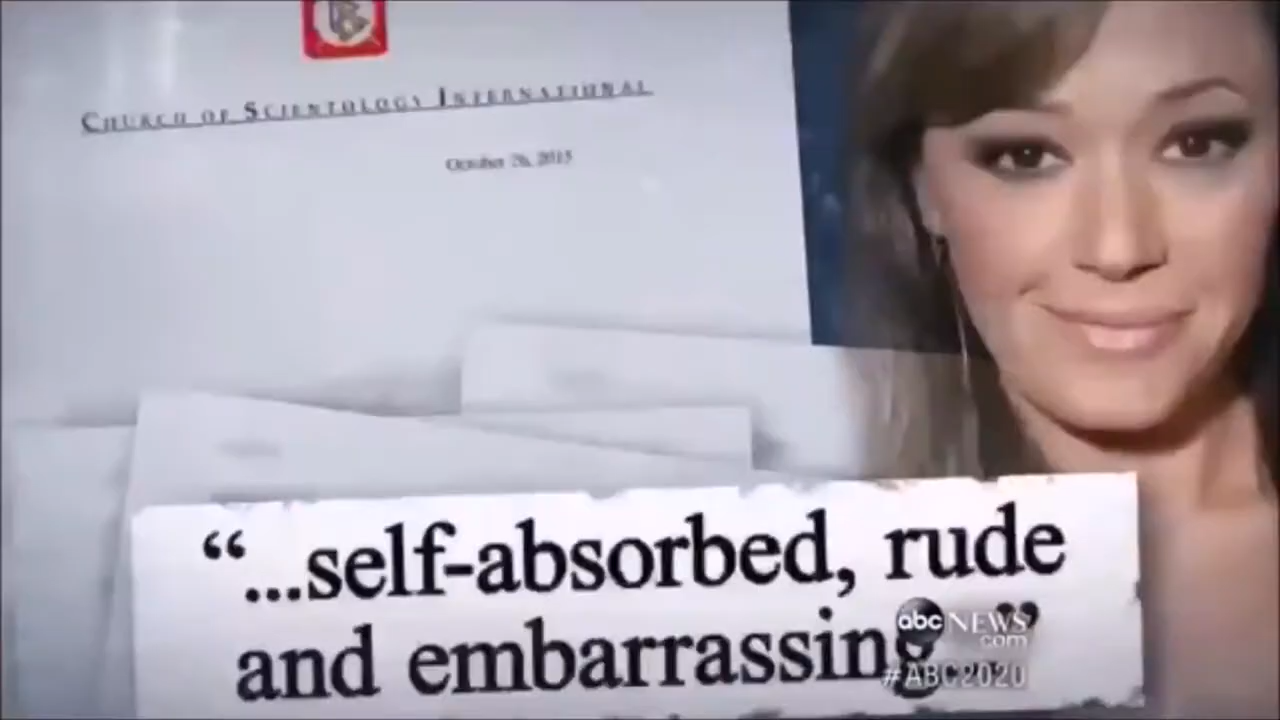 CHURCH OF SCIENTOLOGY INTERNATIONAL
October 26, 2015
“...self-absorbed, rude
and embarrassing”
abc NEWS
.com
#ABC2020